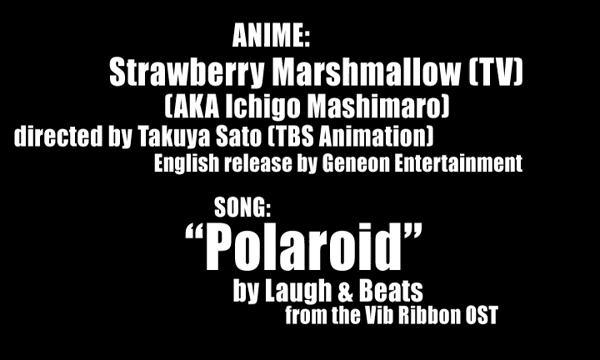 ANIME:
Strawberry Marshmallow (TV)
(AKA Ichigo Mashimaro)
directed by Takuya Sato (TBS Animation)
English release by Geneon Entertainment
SONG:
“Polaroid”
by Laugh & Beats
from the Vib Ribbon OST